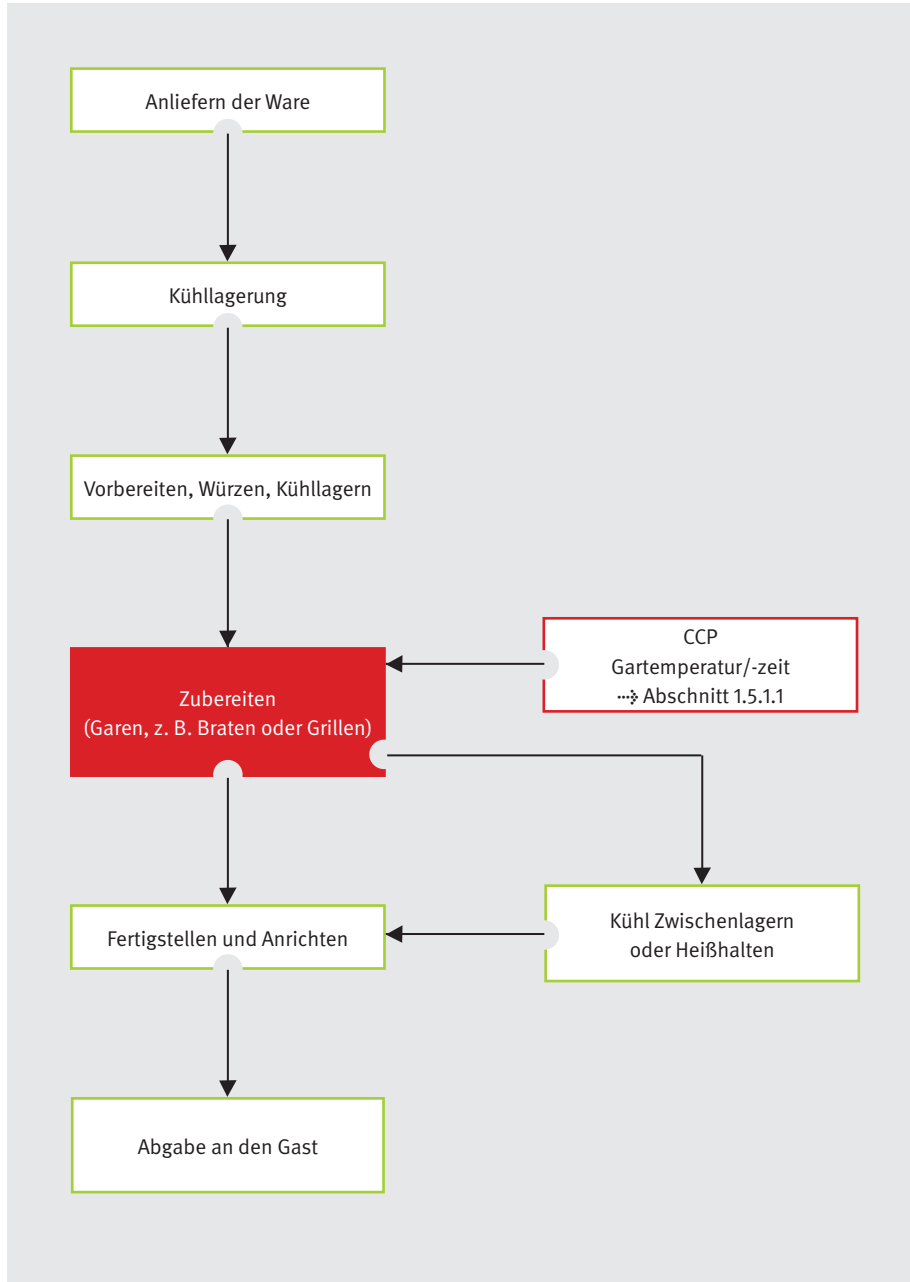 Anliefern der Ware
Kühllagerung
Vorbereiten, Würzen, Kühllagern
CCP
Gartemperatur/-zeit
Abschnitt 1.5.1.1
Zubereiten
(Garen, z. B. Braten oder Grillen)
Kühl Zwischenlagern
oder Heißhalten
Fertigstellen und Anrichten
Abgabe an den Gast